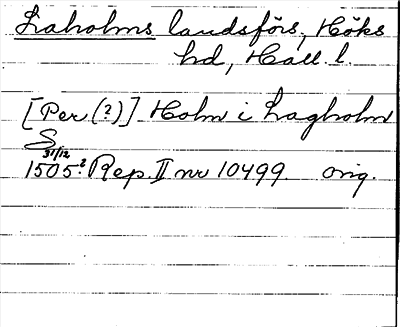 Laholms landsförs, Höks
hd, Hall. l.
[Per (?)] Holm i Lagholm
S
31/12
1505? Rep. II nr 10499. orig.